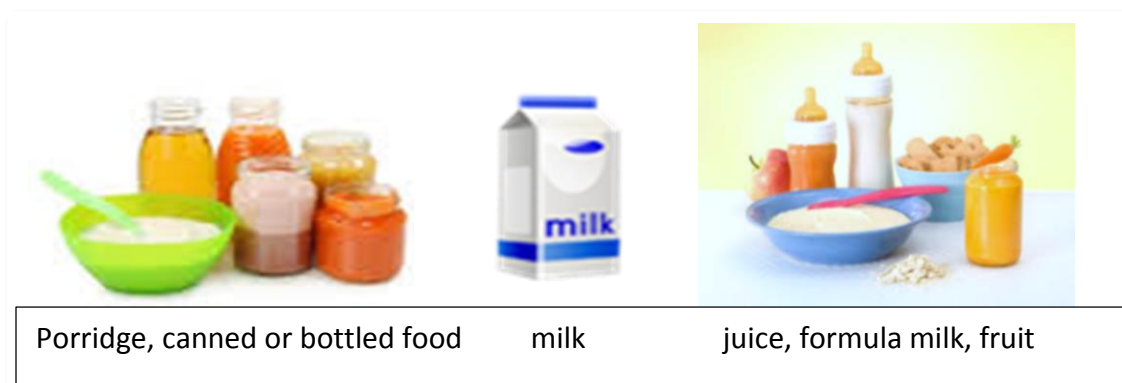 milk
Porridge, canned or bottled food milk juice, formula milk, fruit